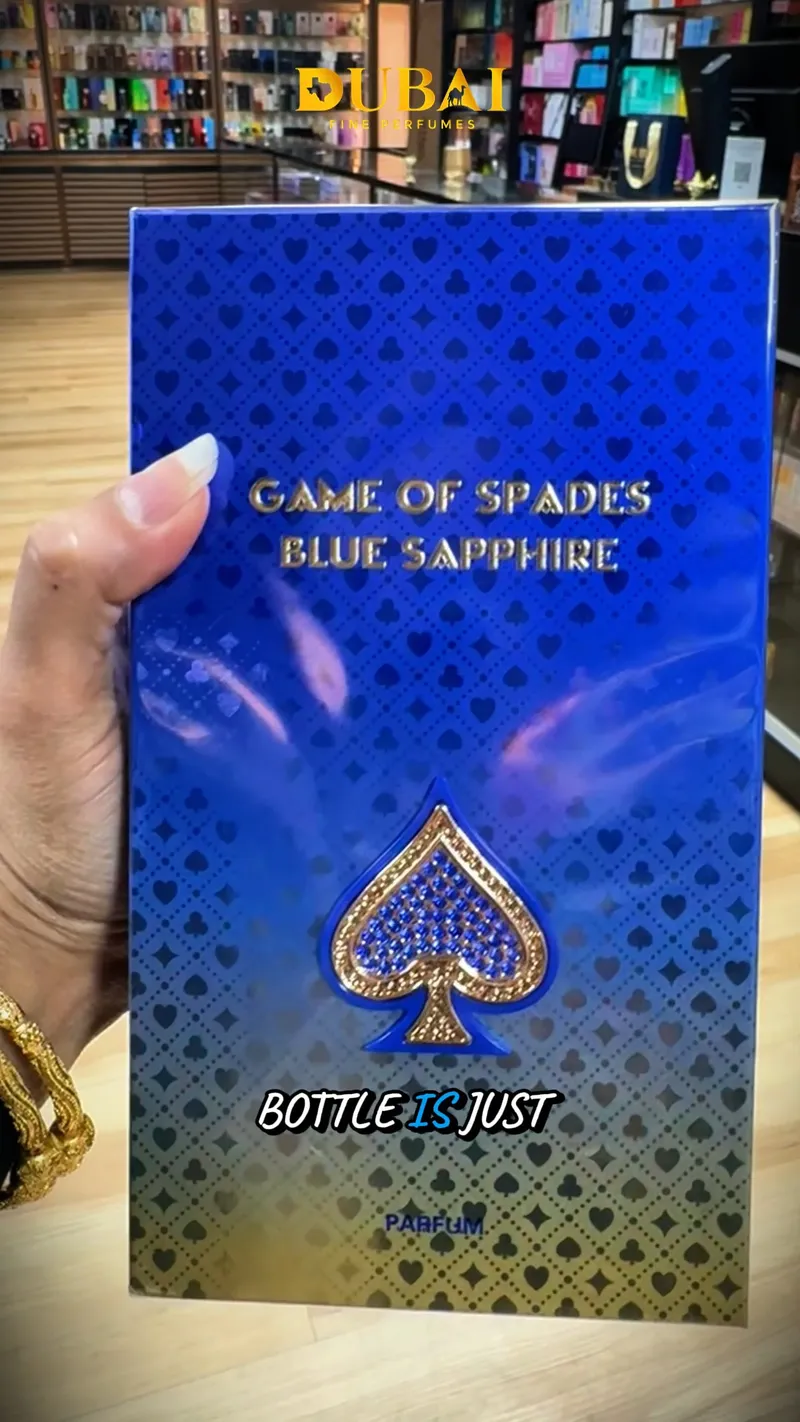 DUBAI
FINE PERFUMES
GAME OF SPADES
BLUE SAPPHIRE
BOTTLE IS JUST
PARFUM